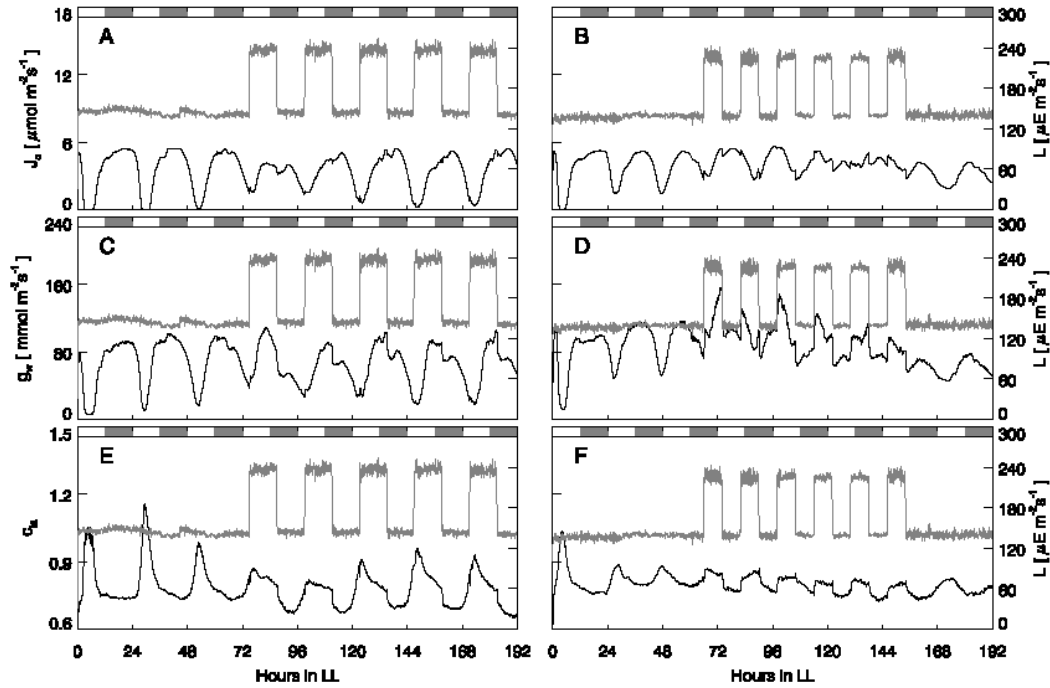 A
B
18
12
6
0
J_a [ μmol m⁻²s⁻¹]
300
240
180
120
60
0
L [ μE m⁻²s⁻¹]
C
D
240
160
80
0
g_w [ mmol m⁻²s⁻¹]
300
240
180
120
60
0
L [ μE m⁻²s⁻¹]
E
F
1.5
1.2
0.9
0.6
300
240
180
120
60
0
L [ μE m⁻²s⁻¹]
0 24 48 72 96 120 144 168 192
0 24 48 72 96 120 144 168 192
Hours in LL
Hours in LL